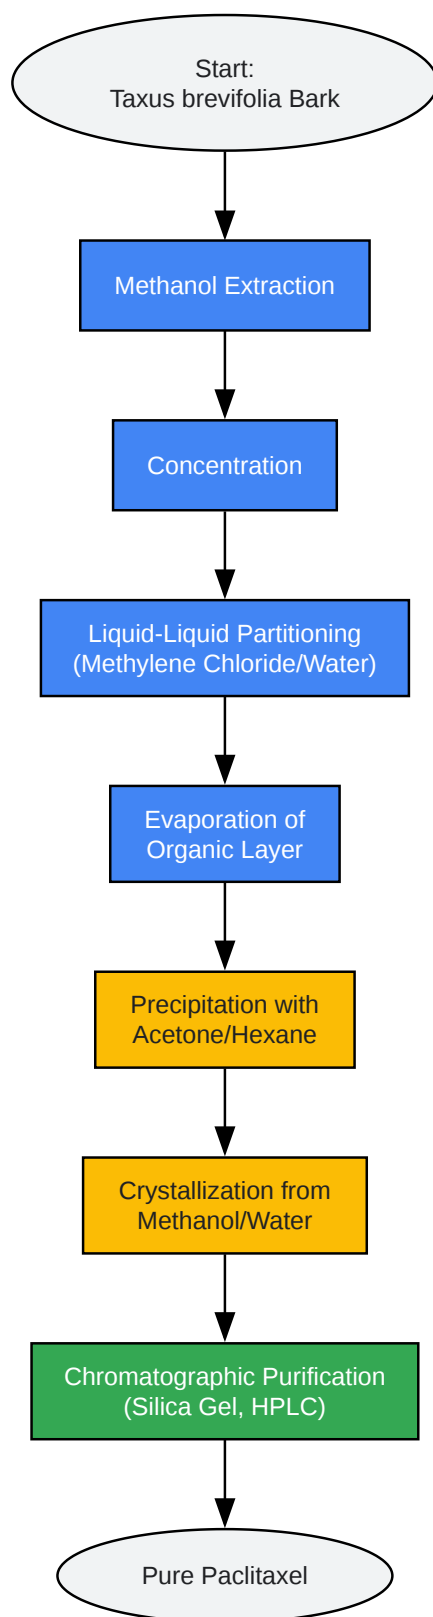 Start:
Taxus brevifolia Bark
Methanol Extraction
Concentration
Liquid-Liquid Partitioning
(Methylene Chloride/Water)
Evaporation of
Organic Layer
Precipitation with
Acetone/Hexane
Crystallization from
Methanol/Water
Chromatographic Purification
(Silica Gel, HPLC)
Pure Paclitaxel